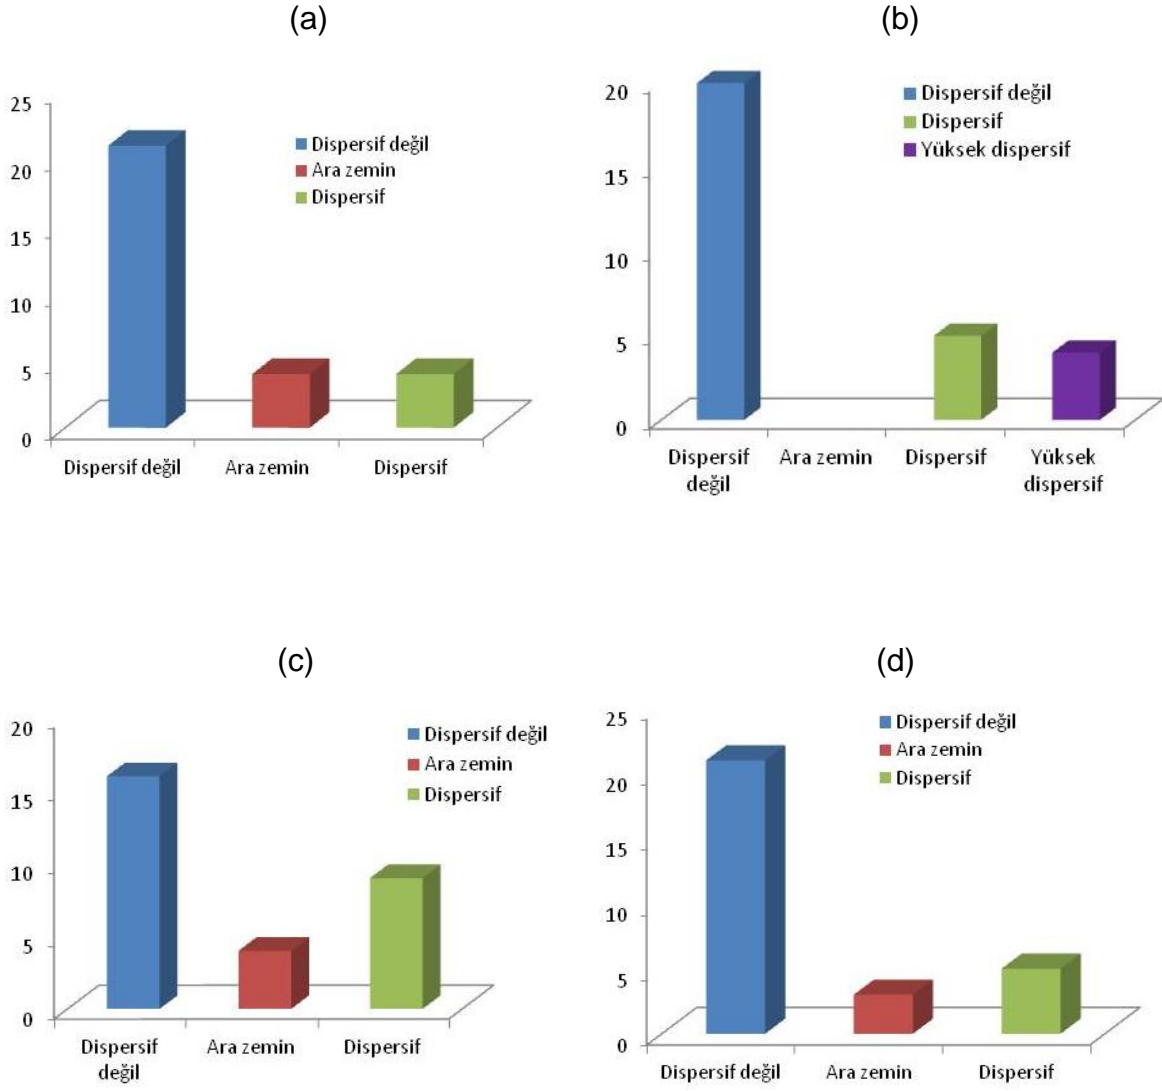 (a)
25
20
15
10
5
0
Dispersif değil
Ara zemin
Dispersif
Dispersif değil
Ara zemin
Dispersif
(b)
20
15
10
5
0
Dispersif değil
Dispersif
Yüksek dispersif
Dispersif
değil
Ara zemin
Dispersif
Yüksek
dispersif
(c)
20
15
10
5
0
Dispersif değil
Ara zemin
Dispersif
Dispersif
değil
Ara zemin
Dispersif
(d)
25
20
15
10
5
0
Dispersif değil
Ara zemin
Dispersif
Dispersif değil
Ara zemin
Dispersif